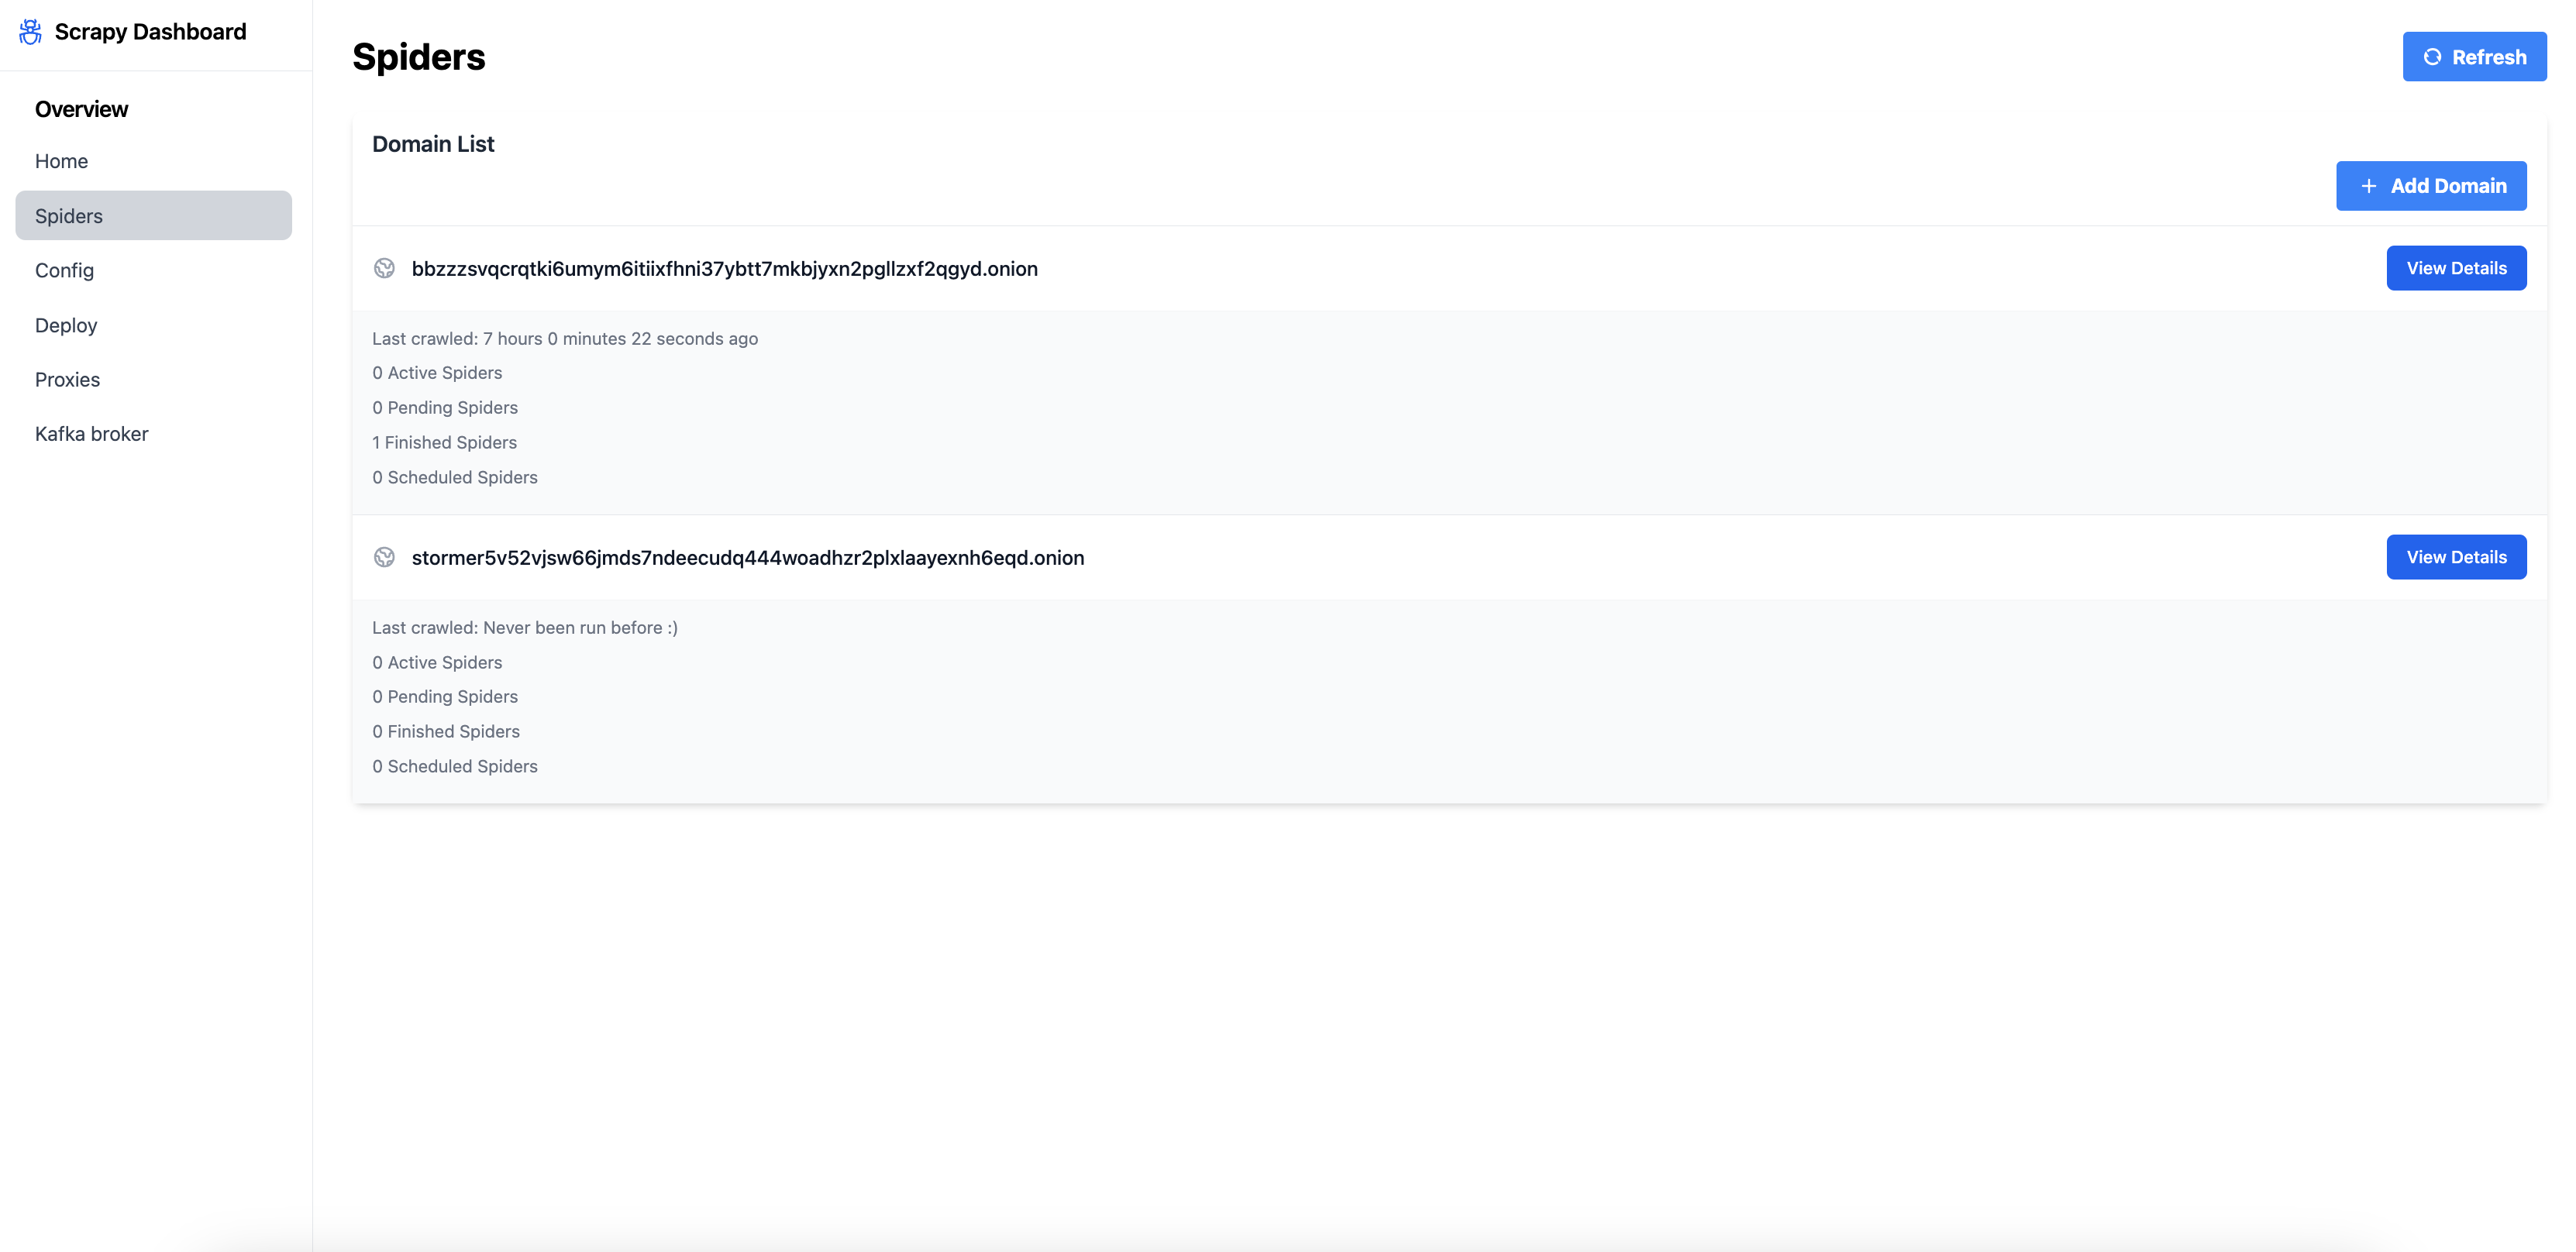 Scrapy Dashboard
Overview
Home
Spiders
Config
Deploy
Proxies
Kafka broker
Spiders
Refresh
Domain List
Add Domain
bbzzzsvqcrqtki6umym6itiixfhni37ybtt7mkbjyxn2pgllzxf2qgyd.onion
View Details
Last crawled: 7 hours 0 minutes 22 seconds ago
0 Active Spiders
0 Pending Spiders
1 Finished Spiders
0 Scheduled Spiders
stormer5v52vjsw66jmds7ndeecudq444woadhzr2plxlaayexnh6eqd.onion
View Details
Last crawled: Never been run before :)
0 Active Spiders
0 Pending Spiders
0 Finished Spiders
0 Scheduled Spiders